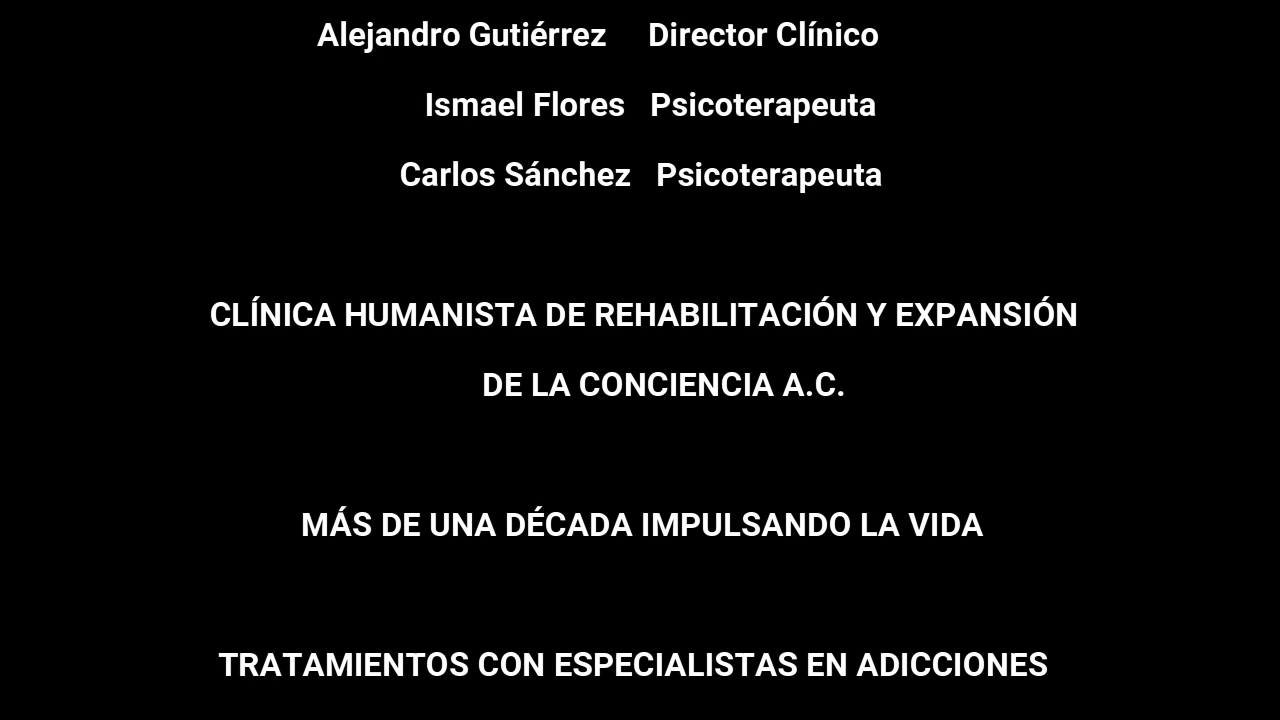 Alejandro Gutiérrez Director Clínico
Ismael Flores Psicoterapeuta
Carlos Sánchez Psicoterapeuta
CLÍNICA HUMANISTA DE REHABILITACIÓN Y EXPANSIÓN
DE LA CONCIENCIA A.C.
MÁS DE UNA DÉCADA IMPULSANDO LA VIDA
TRATAMIENTOS CON ESPECIALISTAS EN ADICCIONES